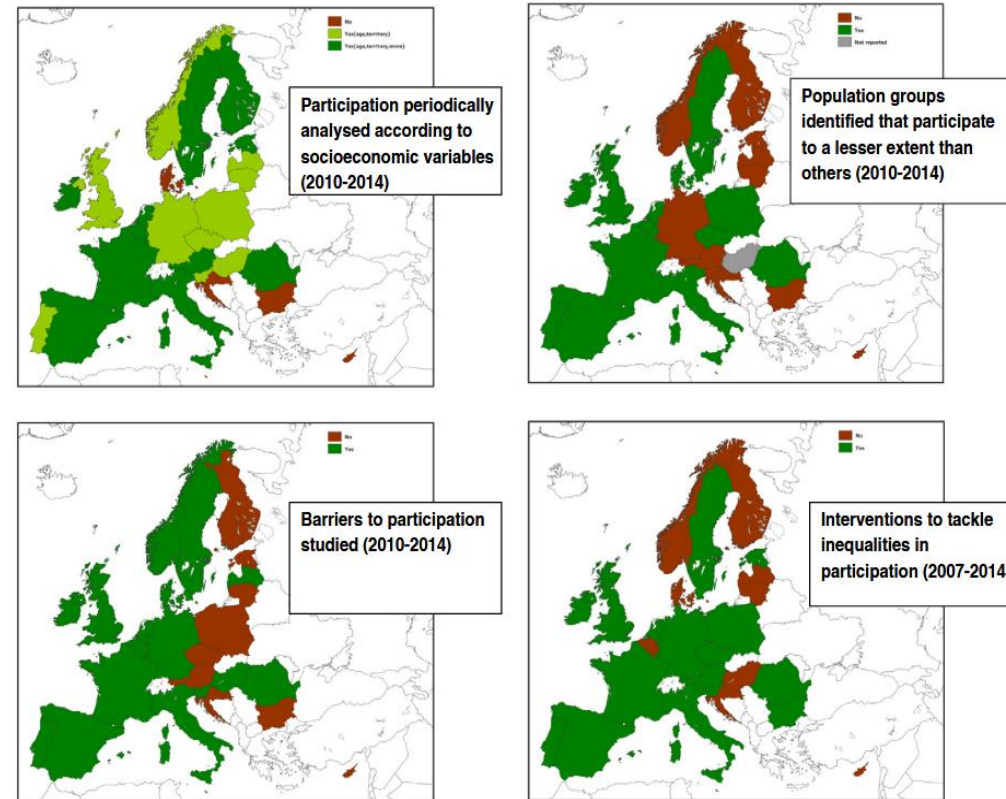 No
Yes(age,territory)
Yes(age,territory,more)
Participation periodically
analysed according to
socioeconomic variables
(2010-2014)
No
Yes
Not reported
Population groups
identified that participate
to a lesser extent than
others (2010-2014)
No
Yes
Barriers to participation
studied (2010-2014)
No
Yes
Interventions to tackle
inequalities in
participation (2007-2014